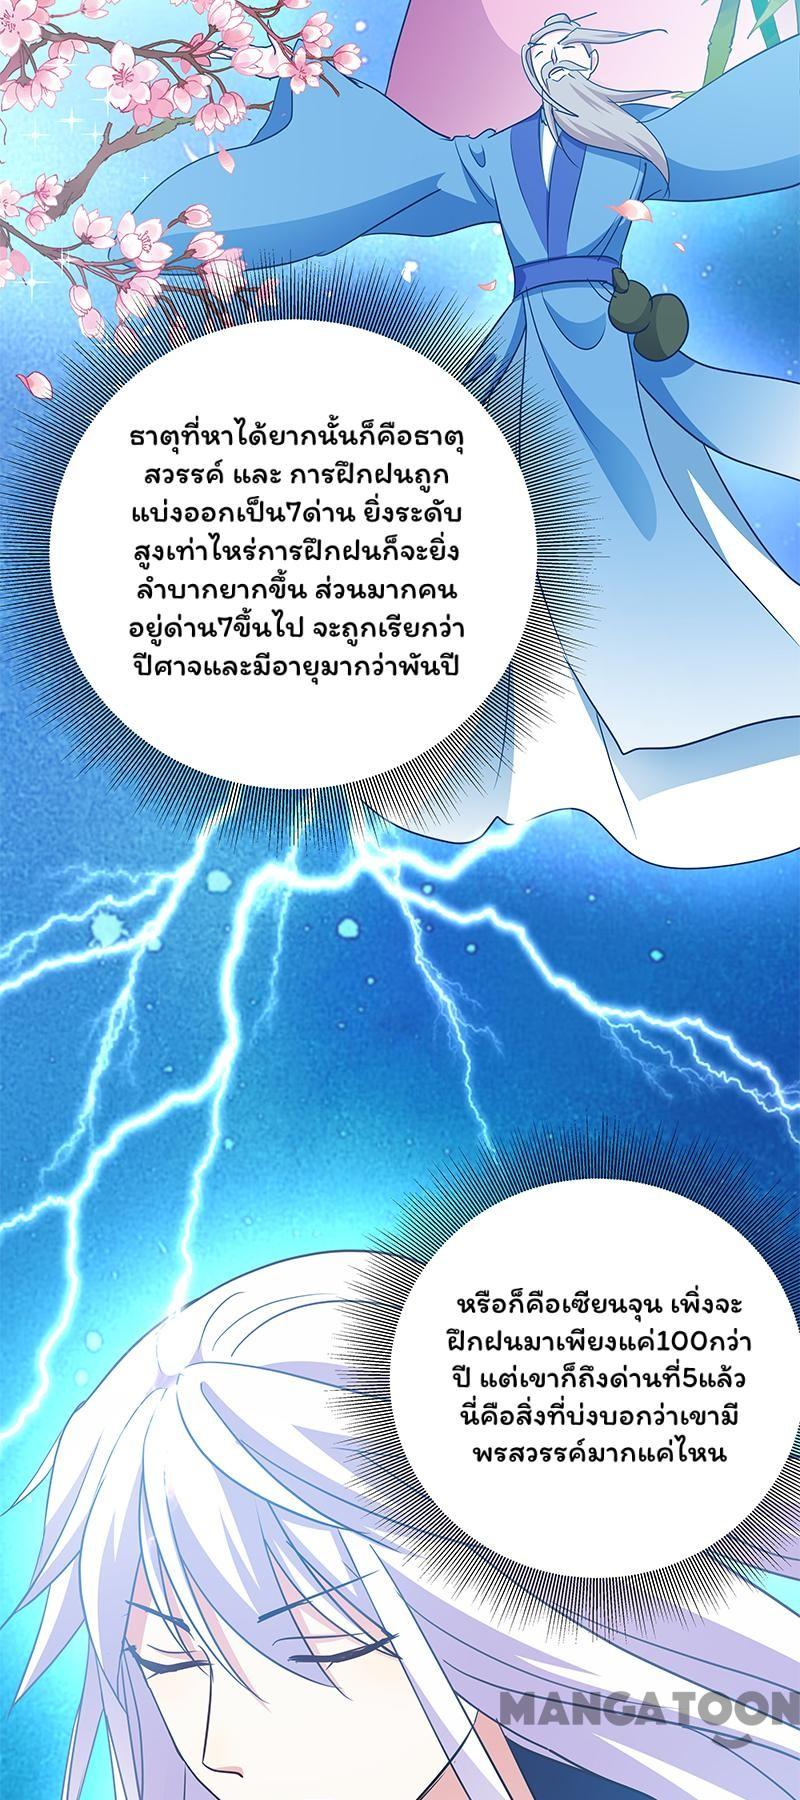 ธาตุที่หาได้ยากนั้นก็คือธาตุ
สวรรค์ และ การฝึกฝนถูก
แบ่งออกเป็น7ด่าน ยิ่งระดับ
สูงเท่าไหร่การฝึกฝนก็จะยิ่ง
ลำบากยากขึ้น ส่วนมากคน
อยู่ด่าน7ขึ้นไป จะถูกเรียกว่า
ปีศาจและมีอายุมากว่าพันปี
หรือก็คือเซียนจุน เพิ่งจะ
ฝึกฝนมาเพียงแค่100กว่า
ปี แต่เขาก็ถึงด่านที่5แล้ว
นี่คือสิ่งที่บ่งบอกว่าเขามี
พรสวรรค์มากแค่ไหน
MANGATOON